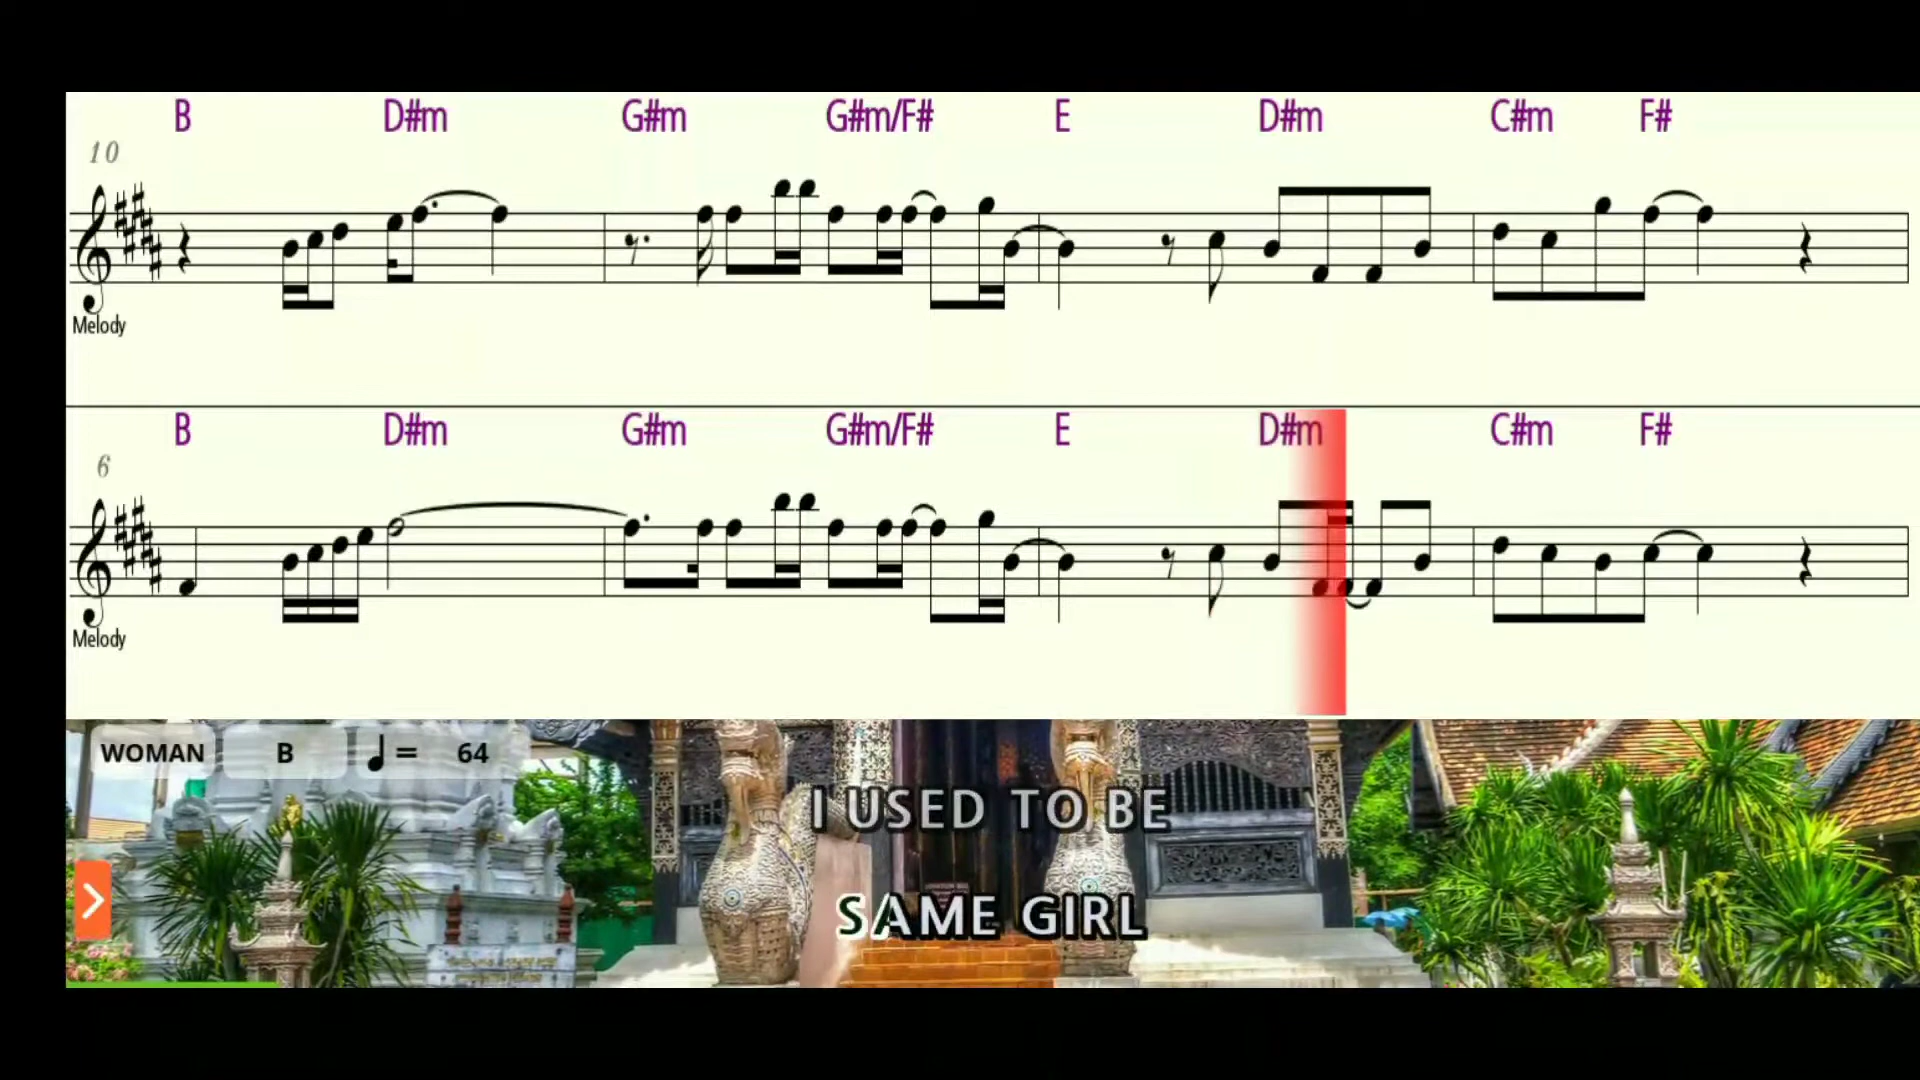 B D#m G#m G#m/F# E D#m C#m F#
10
Melody
B D#m G#m G#m/F# E D#m C#m F#
6
Melody
WOMAN B = 64
I USED TO BE
SAME GIRL